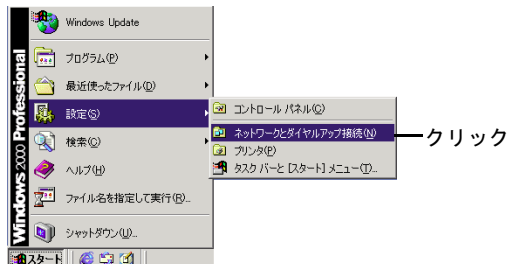 Windows Update
プログラム(P)
最近使ったファイル(D)
設定(S)
検索(C)
ヘルプ(H)
ファイル名を指定して実行(R)...
シャットダウン(U)...
コントロール パネル(C)
ネットワークとダイヤルアップ接続(N)
プリンタ(P)
タスク バーと [スタート] メニュー(T)...
クリック
Windows 2000 Professional
スタート